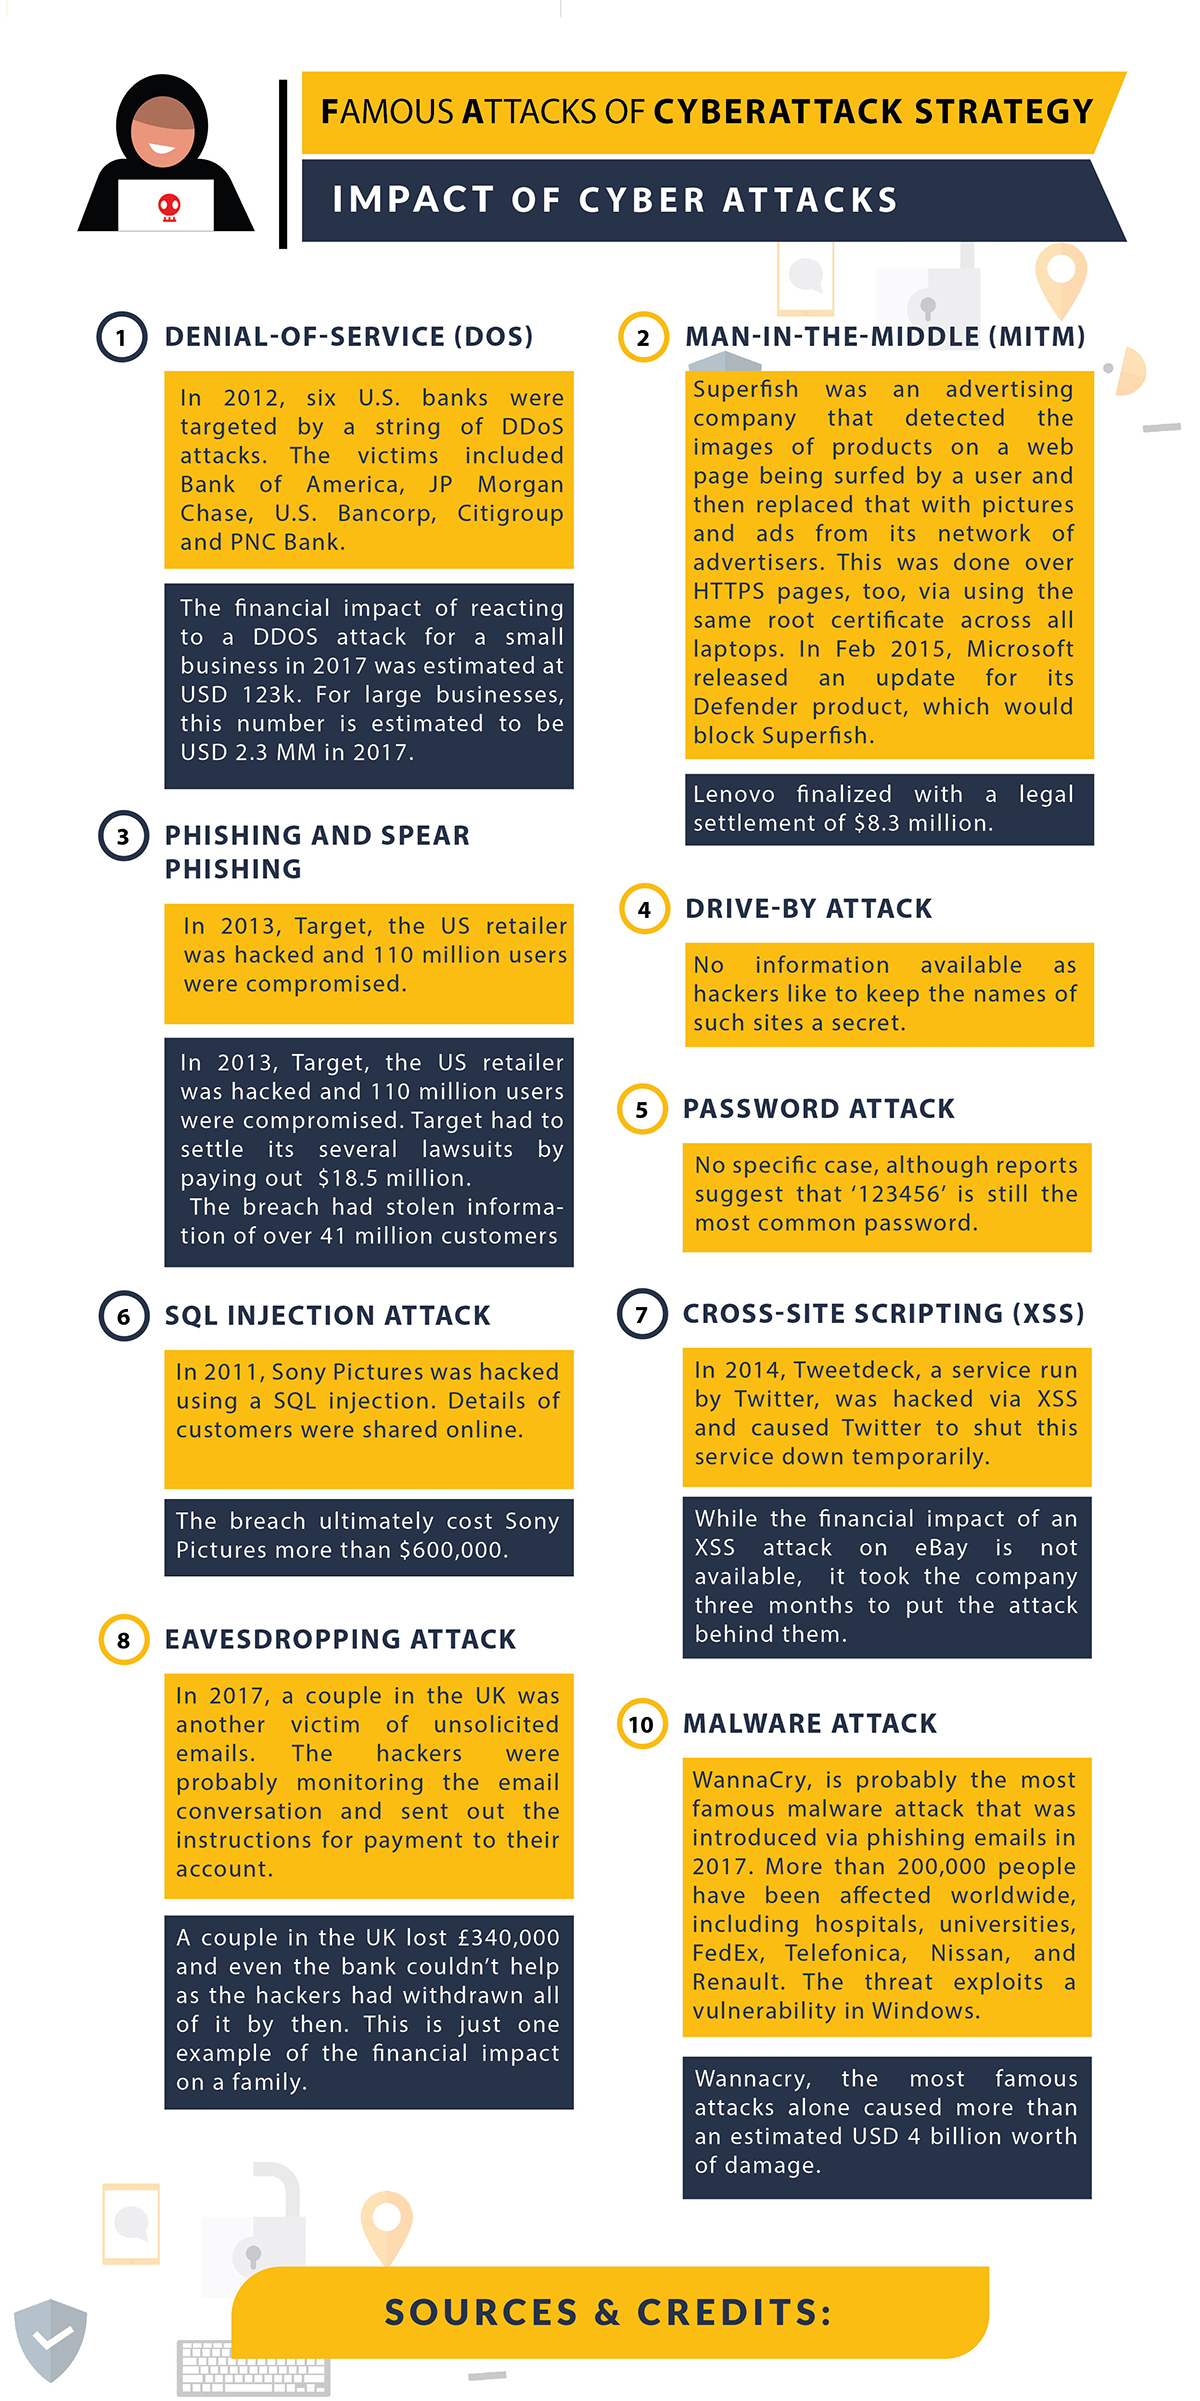 FAMOUS ATTACKS OF CYBERATTACK STRATEGY
IMPACT OF CYBER ATTACKS
1 DENIAL-OF-SERVICE (DOS)
In 2012, six U.S. banks were
targeted by a string of DDoS
attacks. The victims included
Bank of America, JP Morgan
Chase, U.S. Bancorp, Citigroup
and PNC Bank.
The financial impact of reacting
to a DDOS attack for a small
business in 2017 was estimated at
USD 123k. For large businesses,
this number is estimated to be
USD 2.3 MM in 2017.
2 MAN-IN-THE-MIDDLE (MITM)
Superfish was an advertising
company that detected the
images of products on a web
page being surfed by a user and
then replaced that with pictures
and ads from its network of
advertisers. This was done over
HTTPS pages, too, via using the
same root certificate across all
laptops. In Feb 2015, Microsoft
released an update for its
Defender product, which would
block Superfish.
Lenovo finalized with a legal
settlement of $8.3 million.
3 PHISHING AND SPEAR
PHISHING
In 2013, Target, the US retailer
was hacked and 110 million users
were compromised.
In 2013, Target, the US retailer
was hacked and 110 million users
were compromised. Target had to
settle its several lawsuits by
paying out $18.5 million.
The breach had stolen informa-
tion of over 41 million customers
4 DRIVE-BY ATTACK
No information available as
hackers like to keep the names of
such sites a secret.
5 PASSWORD ATTACK
No specific case, although reports
suggest that ‘123456’ is still the
most common password.
6 SQL INJECTION ATTACK
In 2011, Sony Pictures was hacked
using a SQL injection. Details of
customers were shared online.
The breach ultimately cost Sony
Pictures more than $600,000.
7 CROSS-SITE SCRIPTING (XSS)
In 2014, Tweetdeck, a service run
by Twitter, was hacked via XSS
and caused Twitter to shut this
service down temporarily.
While the financial impact of an
XSS attack on eBay is not
available, it took the company
three months to put the attack
behind them.
8 EAVESDROPPING ATTACK
In 2017, a couple in the UK was
another victim of unsolicited
emails. The hackers were
probably monitoring the email
conversation and sent out the
instructions for payment to their
account.
A couple in the UK lost £340,000
and even the bank couldn’t help
as the hackers had withdrawn all
of it by then. This is just one
example of the financial impact
on a family.
10 MALWARE ATTACK
WannaCry, is probably the most
famous malware attack that was
introduced via phishing emails in
2017. More than 200,000 people
have been affected worldwide,
including hospitals, universities,
FedEx, Telefonica, Nissan, and
Renault. The threat exploits a
vulnerability in Windows.
Wannacry, the most famous
attacks alone caused more than
an estimated USD 4 billion worth
of damage.
SOURCES & CREDITS: